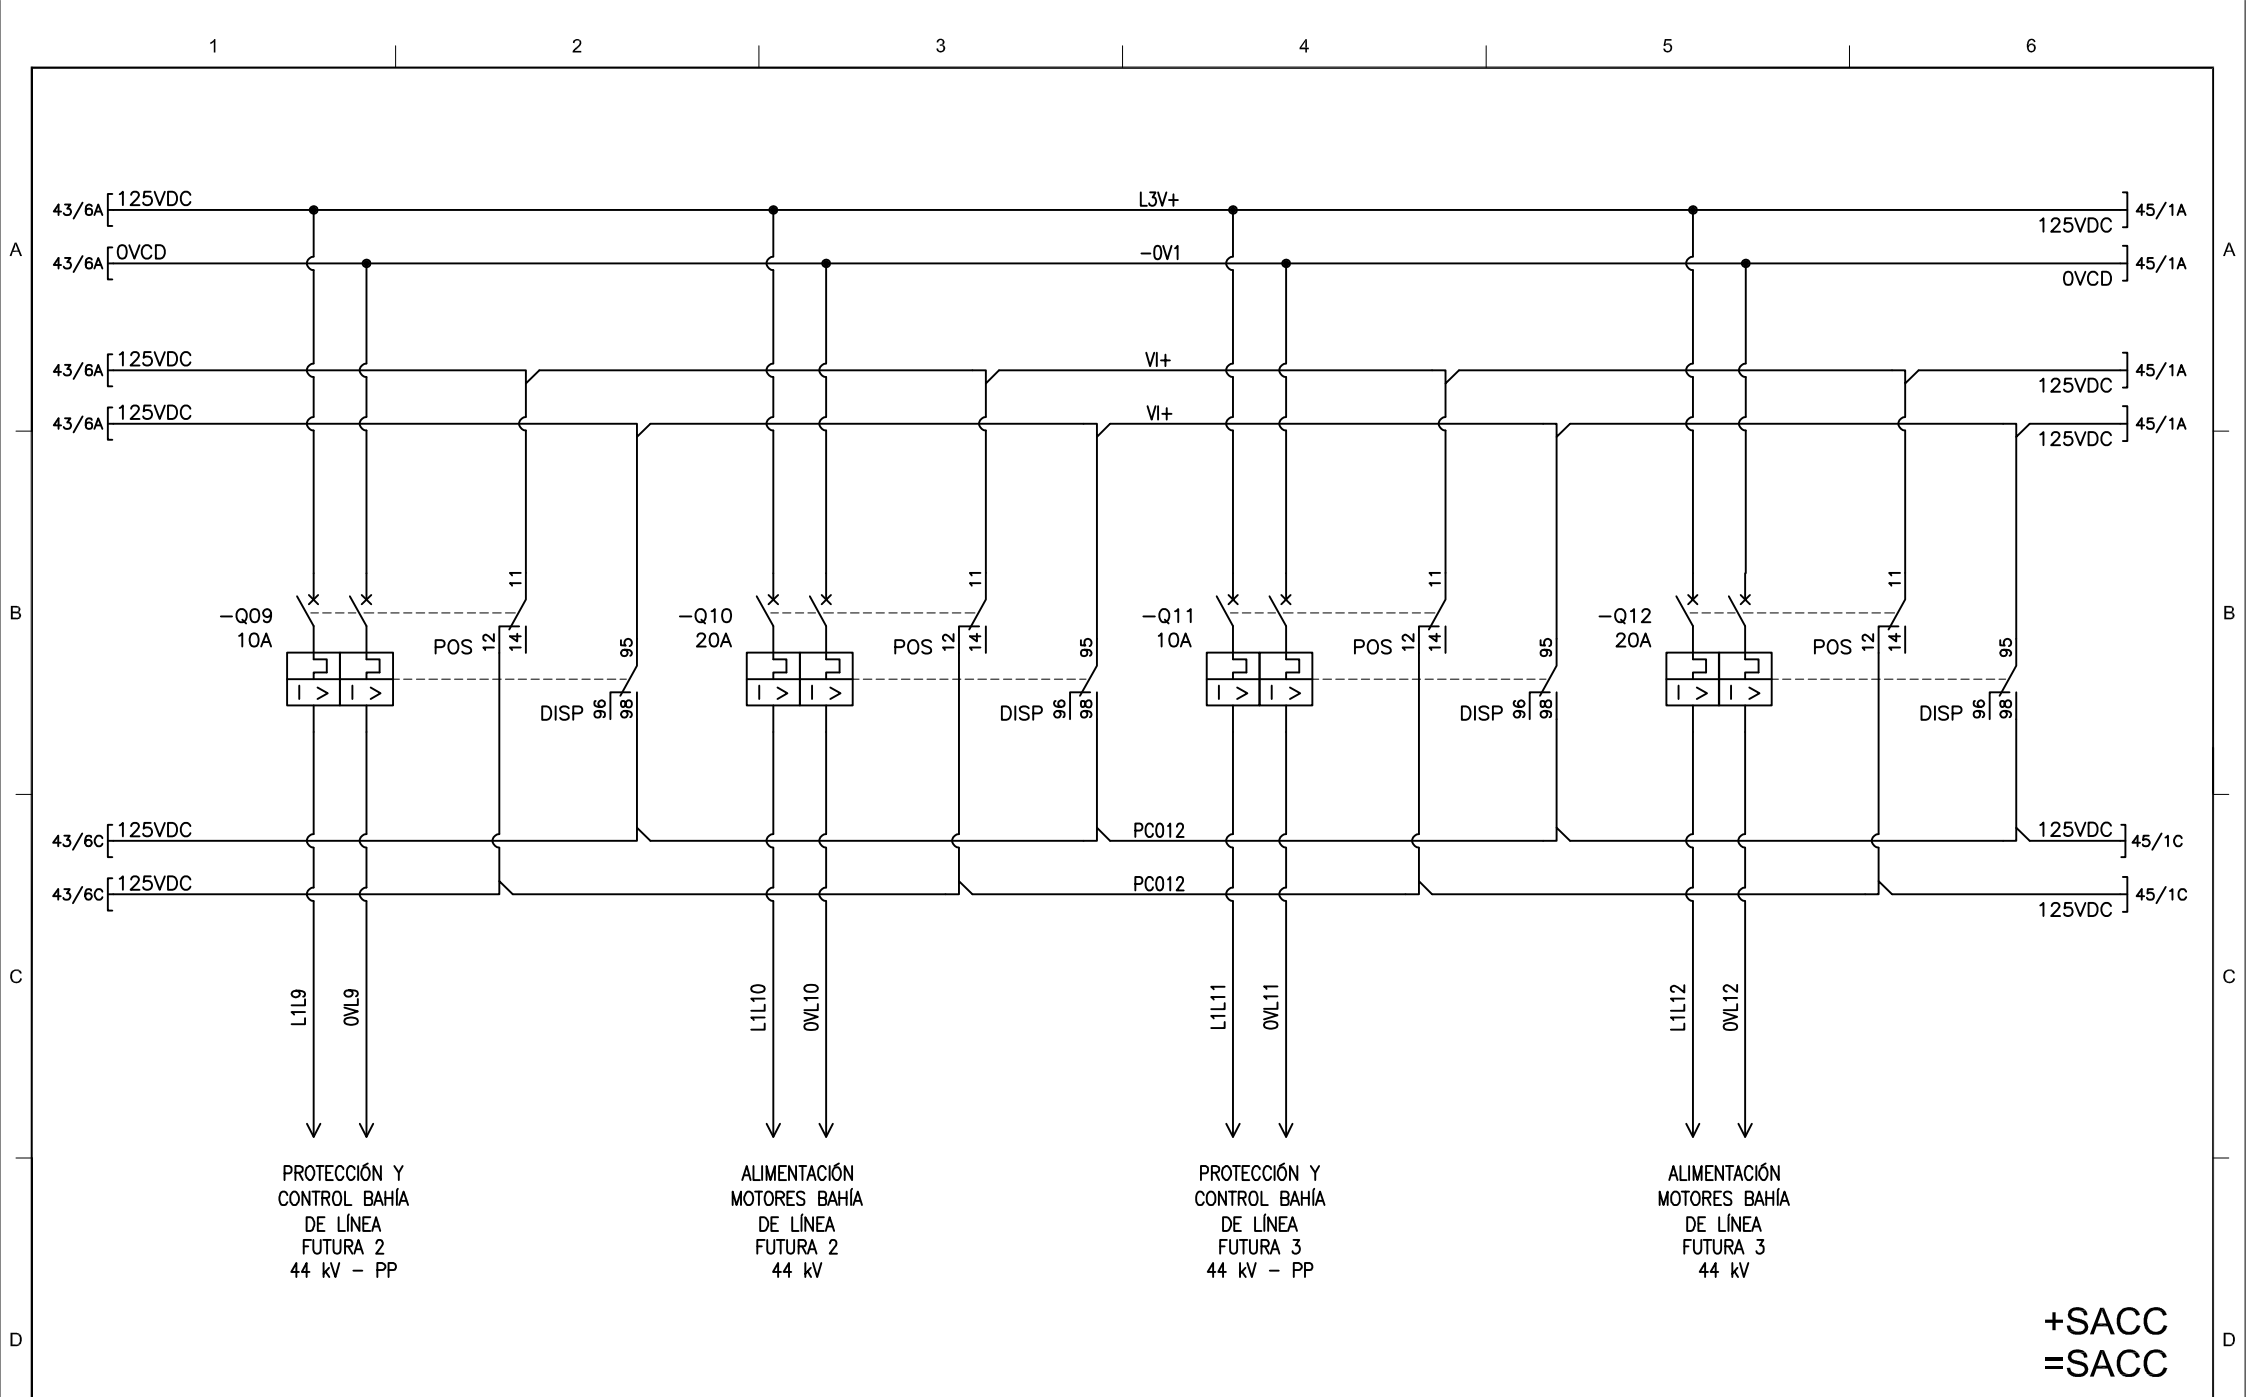 1 2 3 4 5 6
43/6A 125VDC L3V+ 125VDC 45/1A
A 43/6A 0VCD -0V1 0VCD 45/1A A
43/6A 125VDC VI+ 125VDC 45/1A
43/6A 125VDC VI+ 125VDC 45/1A
11 11 11 11
B B
-Q09 -Q10 -Q11 -Q12
10A 20A 10A 20A
POS 12 14 95 POS 12 14 95 POS 12 14 95 POS 12 14 95
I > I > I > I > I > I > I > I >
DISP 96 98 DISP 96 98 DISP 96 98 DISP 96 98
43/6C 125VDC PC012 125VDC 45/1C
43/6C 125VDC PC012 125VDC 45/1C
C C
L1L9 0VL9 L1L10 0VL10 L1L11 0VL11 L1L12 0VL12
PROTECCIÓN Y
CONTROL BAHÍA
DE LÍNEA
FUTURA 2
44 kV - PP
ALIMENTACIÓN
MOTORES BAHÍA
DE LÍNEA
FUTURA 2
44 kV
PROTECCIÓN Y
CONTROL BAHÍA
DE LÍNEA
FUTURA 3
44 kV - PP
ALIMENTACIÓN
MOTORES BAHÍA
DE LÍNEA
FUTURA 3
44 kV
D D
+SACC
=SACC